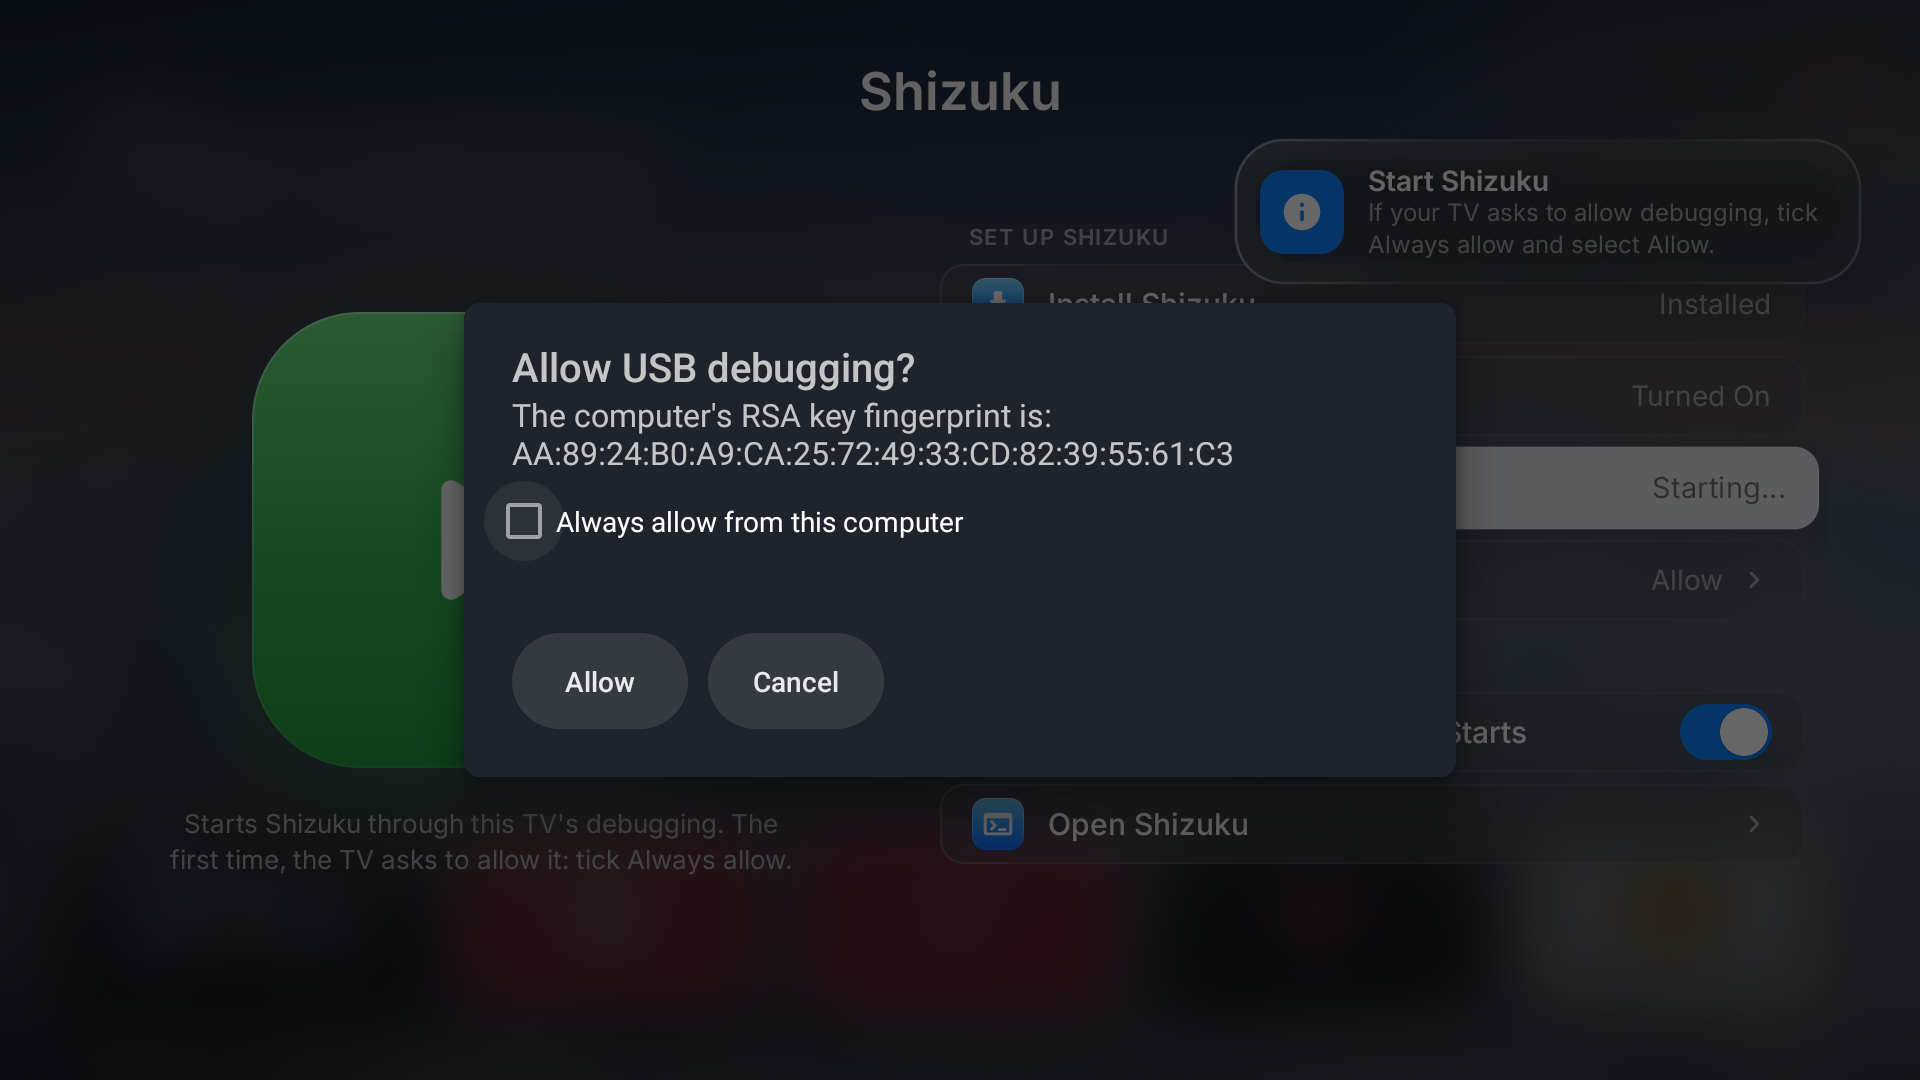 Shizuku
Start Shizuku
If your TV asks to allow debugging, tick
Always allow and select Allow.
SET UP SHIZUKU
Install Shizuku
Installed
Turned On
Starting...
Allow
Starts
Open Shizuku
Allow USB debugging?
The computer's RSA key fingerprint is:
AA:89:24:B0:A9:CA:25:72:49:33:CD:82:39:55:61:C3
Always allow from this computer
Allow
Cancel
Starts Shizuku through this TV's debugging. The
first time, the TV asks to allow it: tick Always allow.